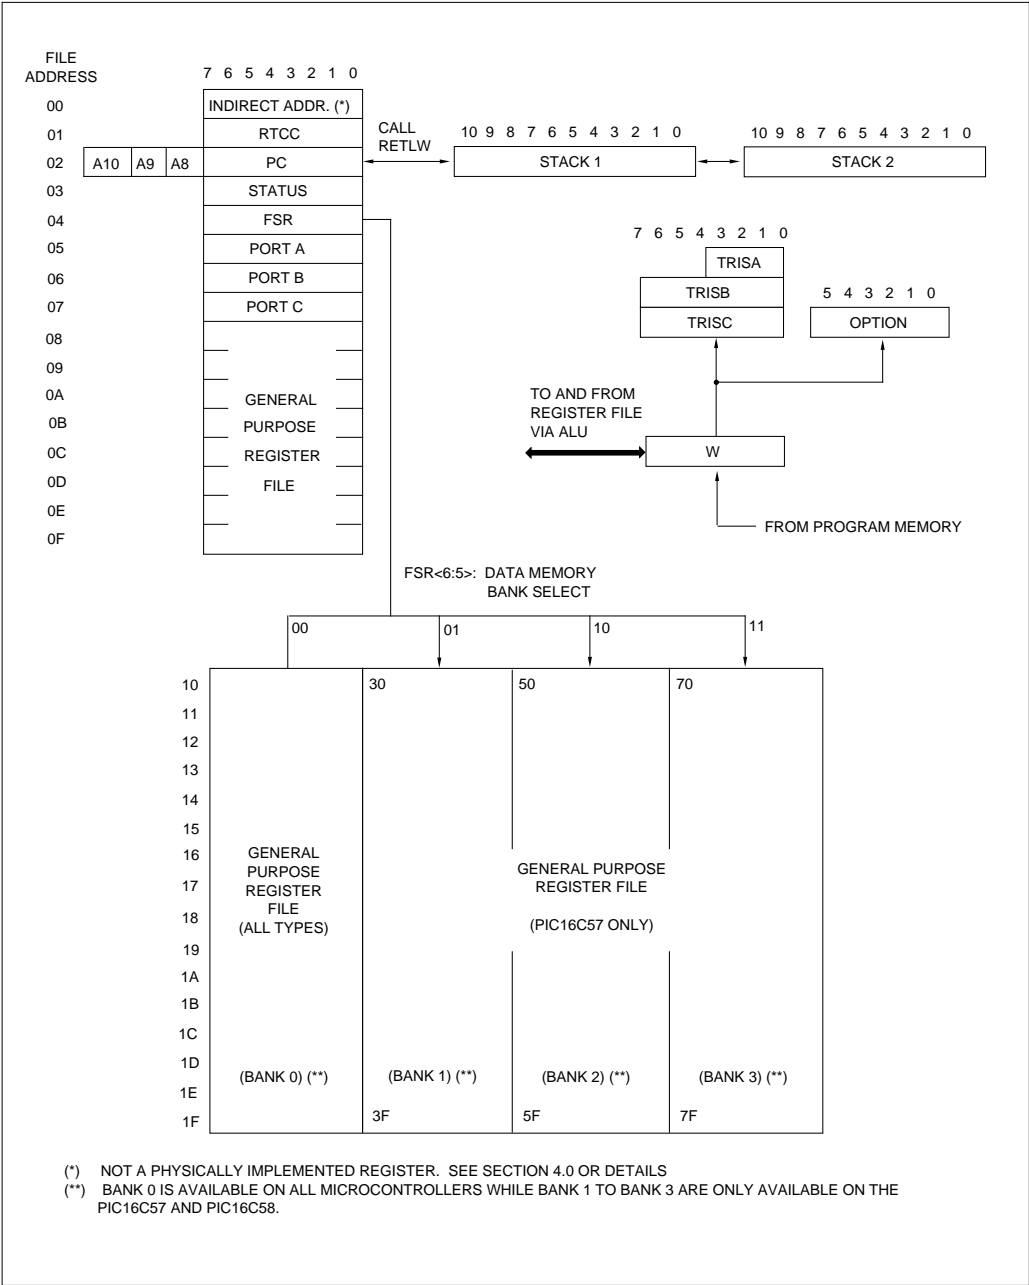 FILE
ADDRESS
7 6 5 4 3 2 1 0
00
INDIRECT ADDR. (*)
01
RTCC
CALL
RETLW
10 9 8 7 6 5 4 3 2 1 0
10 9 8 7 6 5 4 3 2 1 0
02
A10 A9 A8
PC
STACK 1
STACK 2
03
STATUS
04
FSR
05
PORT A
06
PORT B
07
PORT C
08
09
0A
0B
0C
0D
0E
0F
GENERAL
PURPOSE
REGISTER
FILE
7 6 5 4 3 2 1 0
TRISA
TRISB
TRISC
5 4 3 2 1 0
OPTION
TO AND FROM
REGISTER FILE
VIA ALU
W
FROM PROGRAM MEMORY
FSR<6:5>: DATA MEMORY
BANK SELECT
00
01
10
11
10
11
12
13
14
15
16
17
18
19
1A
1B
1C
1D
1E
1F
30
50
70
GENERAL
PURPOSE
REGISTER
FILE
(ALL TYPES)
GENERAL PURPOSE
REGISTER FILE
(PIC16C57 ONLY)
(BANK 0) (**)
(BANK 1) (**)
(BANK 2) (**)
(BANK 3) (**)
3F
5F
7F
(*) NOT A PHYSICALLY IMPLEMENTED REGISTER. SEE SECTION 4.0 OR DETAILS
(**) BANK 0 IS AVAILABLE ON ALL MICROCONTROLLERS WHILE BANK 1 TO BANK 3 ARE ONLY AVAILABLE ON THE
PIC16C57 AND PIC16C58.